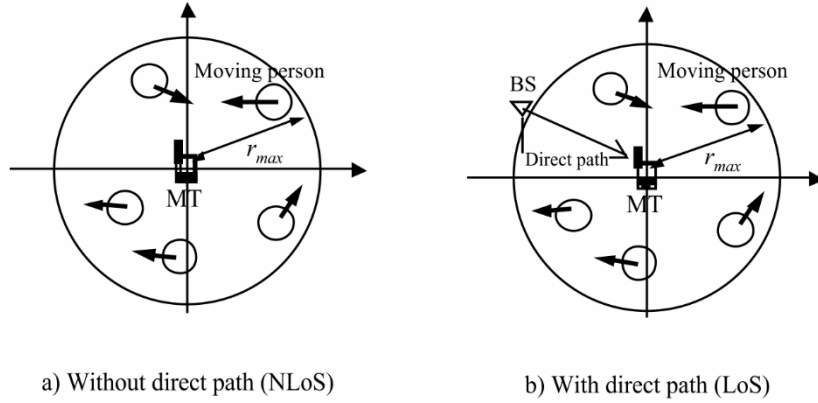 Moving person
r_max
MT
a) Without direct path (NLoS)
BS
Moving person
Direct path
r_max
MT
b) With direct path (LoS)